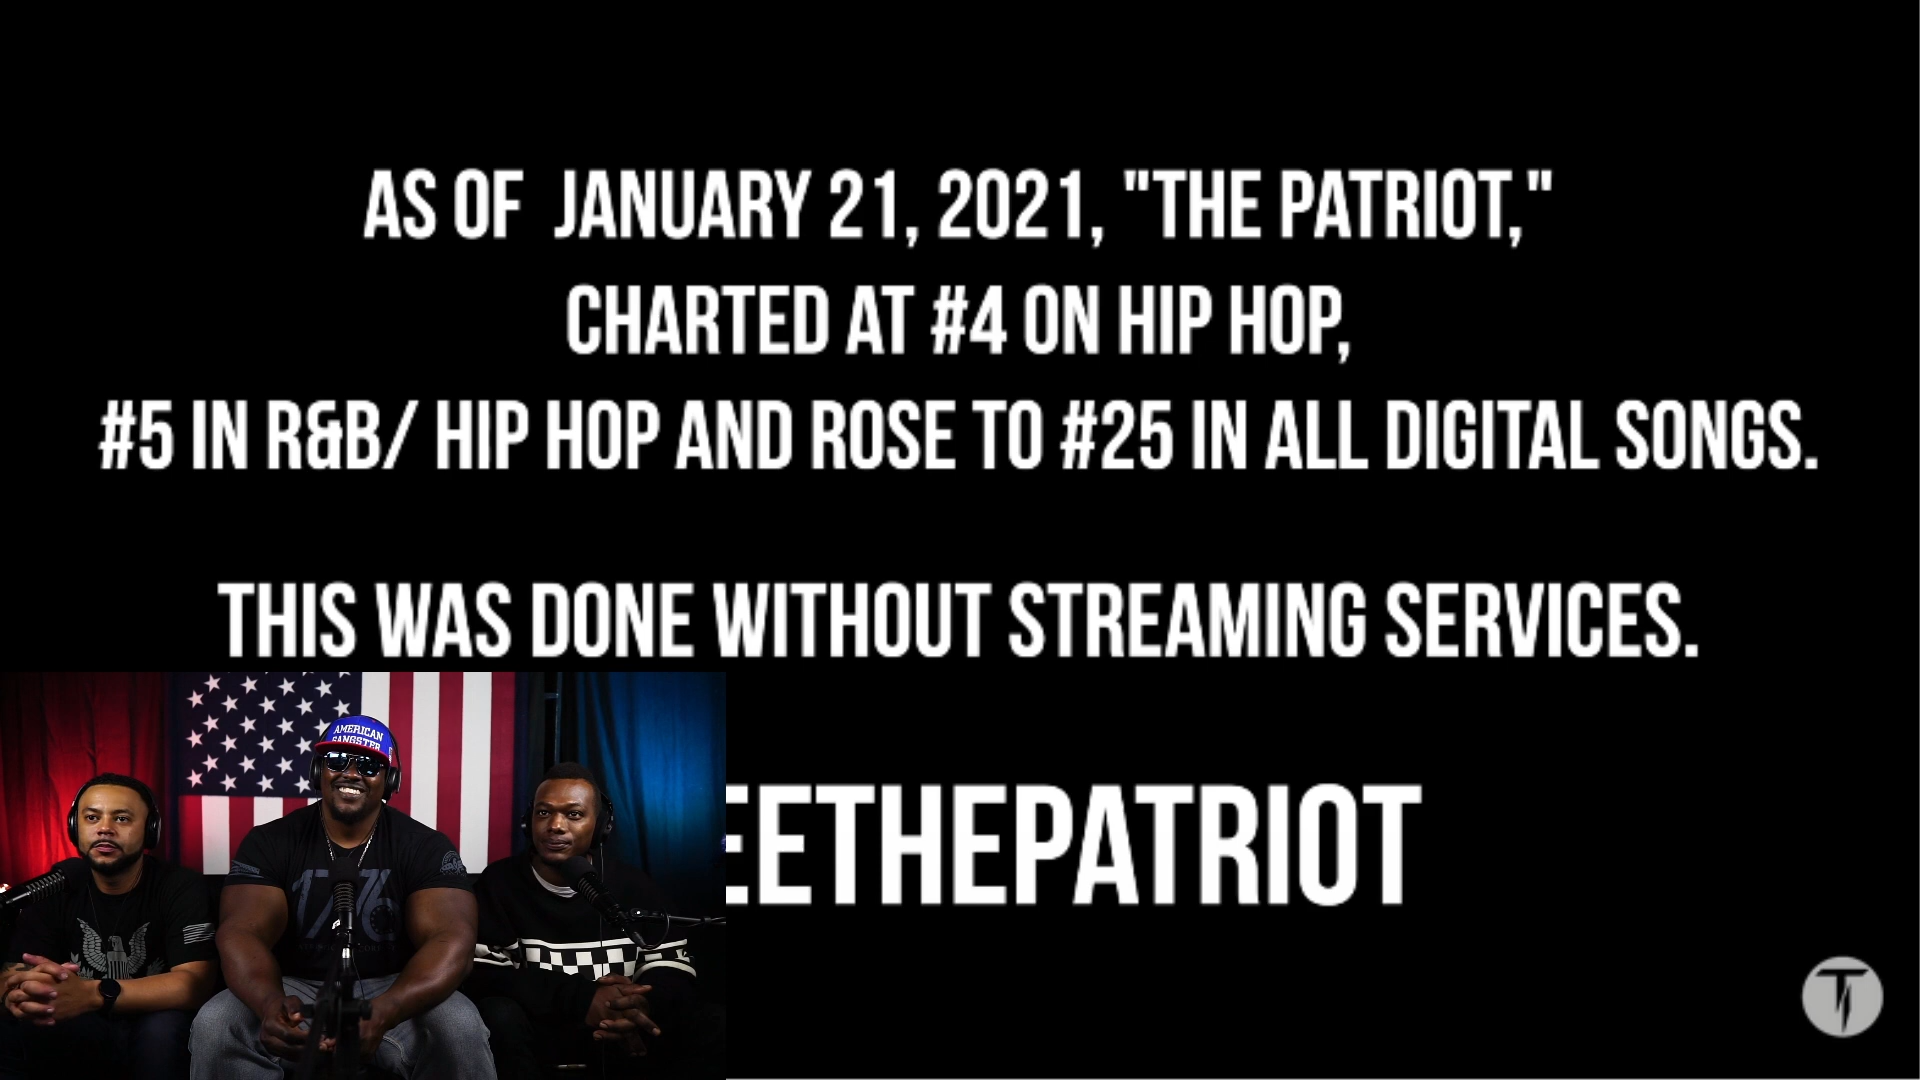 AS OF JANUARY 21, 2021, "THE PATRIOT,"
CHARTED AT #4 ON HIP HOP,
#5 IN R&B/ HIP HOP AND ROSE TO #25 IN ALL DIGITAL SONGS.
THIS WAS DONE WITHOUT STREAMING SERVICES.
EETHEPATRIOT
AMERICAN
GANGSTER
1776
T